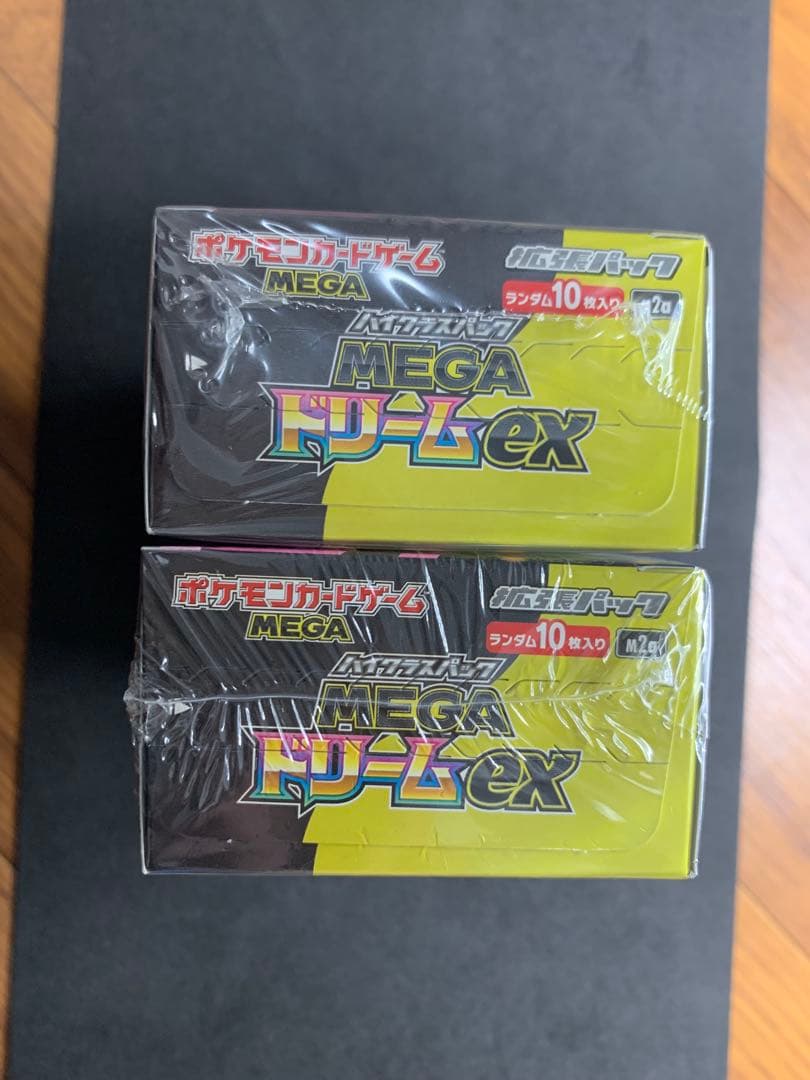 ポケモンカードゲーム
MEGA
拡張パック
ランダム10枚入り
M2a
ハイクラスパック
MEGA
ドリームex
ポケモンカードゲーム
MEGA
拡張パック
ランダム10枚入り
M2a
ハイクラスパック
MEGA
ドリームex